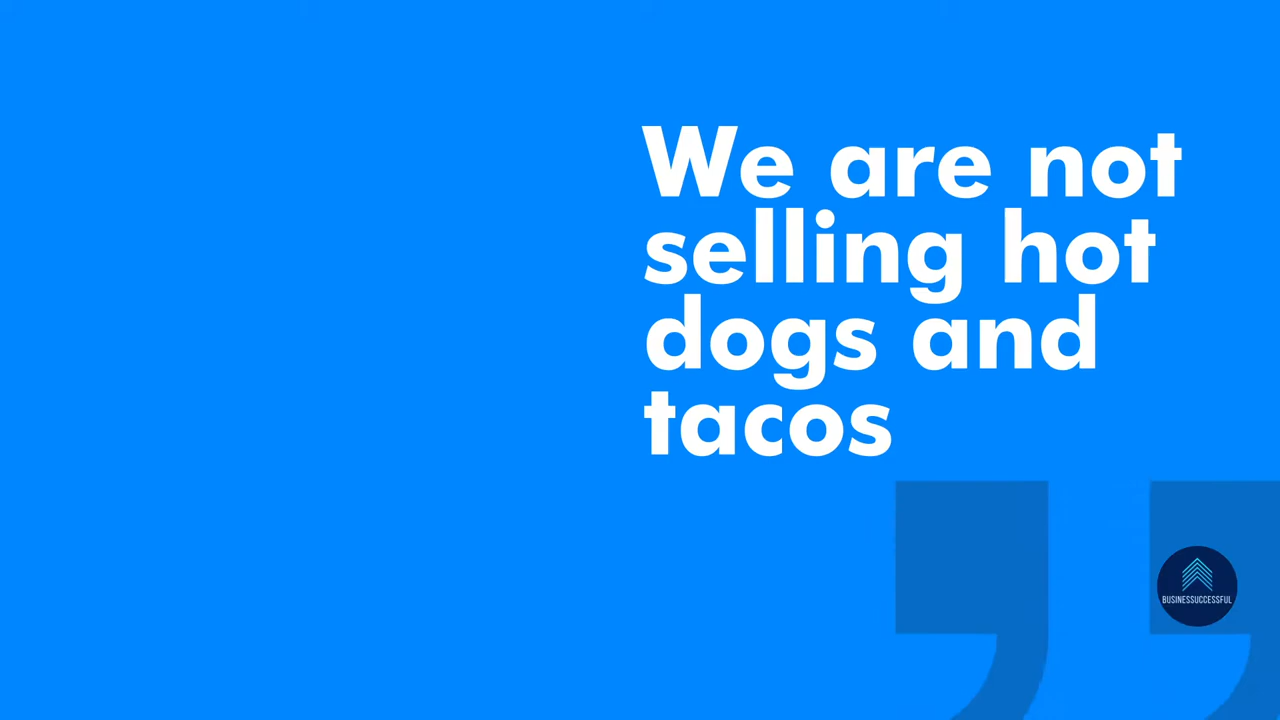 We are not
selling hot
dogs and
tacos
BUSINESSUCCESSFUL